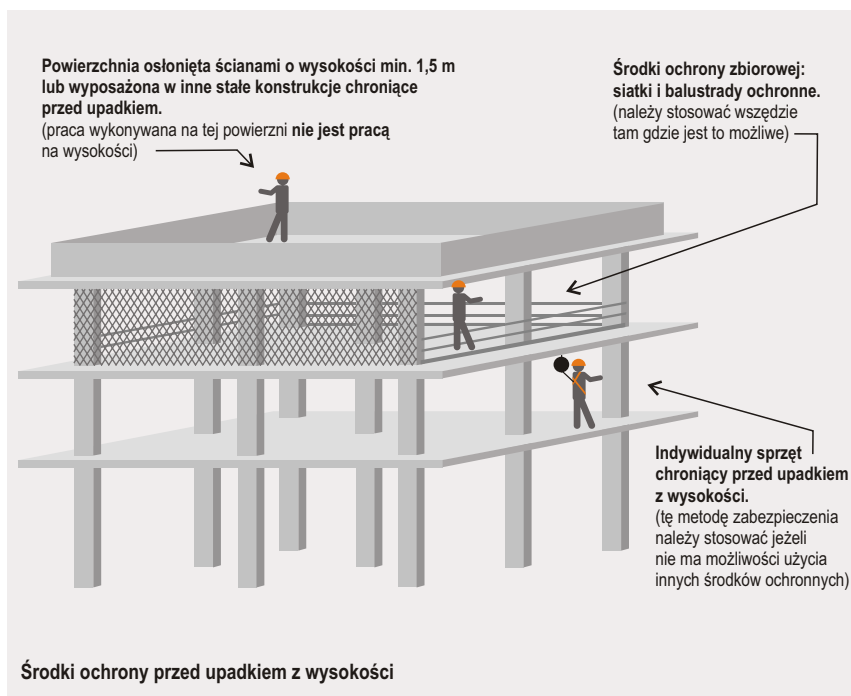 Powierzchnia osłonięta ścianami o wysokości min. 1,5 m
lub wyposażona w inne stałe konstrukcje chroniące
przed upadkiem.
(praca wykonywana na tej powierzni nie jest pracą
na wysokości)
Środki ochrony zbiorowej:
siatki i balustrady ochronne.
(należy stosować wszędzie
tam gdzie jest to możliwe)
Indywidualny sprzęt
chroniący przed upadkiem
z wysokości.
(tę metodę zabezpieczenia
należy stosować jeżeli
nie ma możliwości użycia
innych środków ochronnych)
Środki ochrony przed upadkiem z wysokości